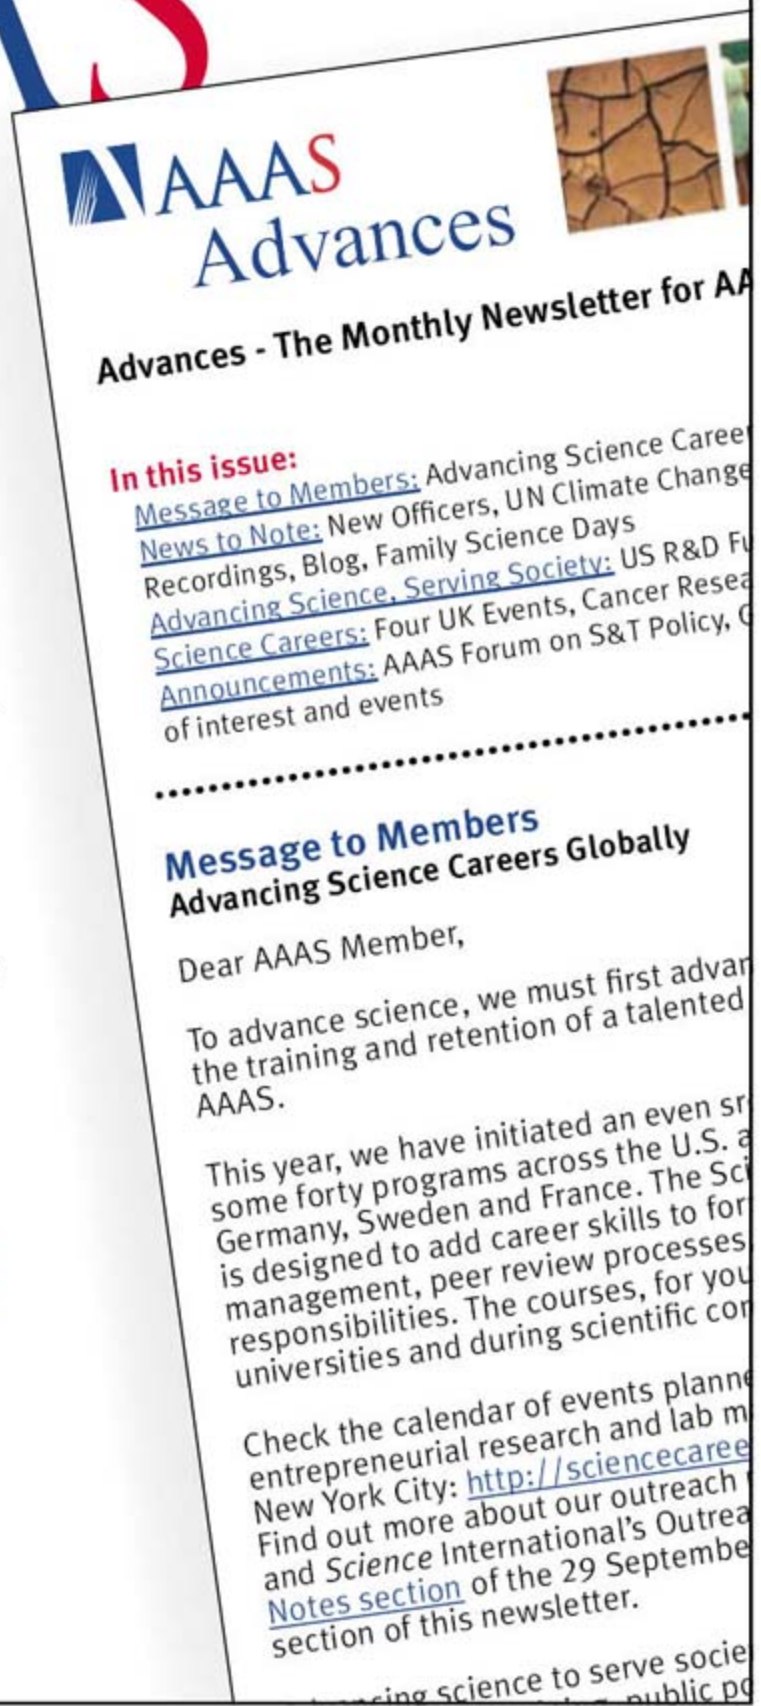 AAAS
Advances
Advances - The Monthly Newsletter for
In this issue:
Message to Members: Advancing Science
News to Note: New Officers, UN Climate Change
Recordings, Blog, Family Science Days
Advancing Science, Serving Society: US R&D
Science Careers: Four UK Events, Cancer
Announcements: AAAS Forum on S&T Policy,
of interest and events
Message to Members
Advancing Science Careers Globally
Dear AAAS Member,
To advance science, we must first
the training and retention of a talented
AAAS.
This year, we have initiated an even
some forty programs across the U.S.
Germany, Sweden and France. The
is designed to add career skills to
management, peer review processes
responsibilities. The courses, for
universities and during scientific
Check the calendar of events
entrepreneurial research and lab
New York City: http://sciencecaree
Find out more about our outreach
and Science International's
Notes section of the 29
section of this newsletter.
science to serve
public